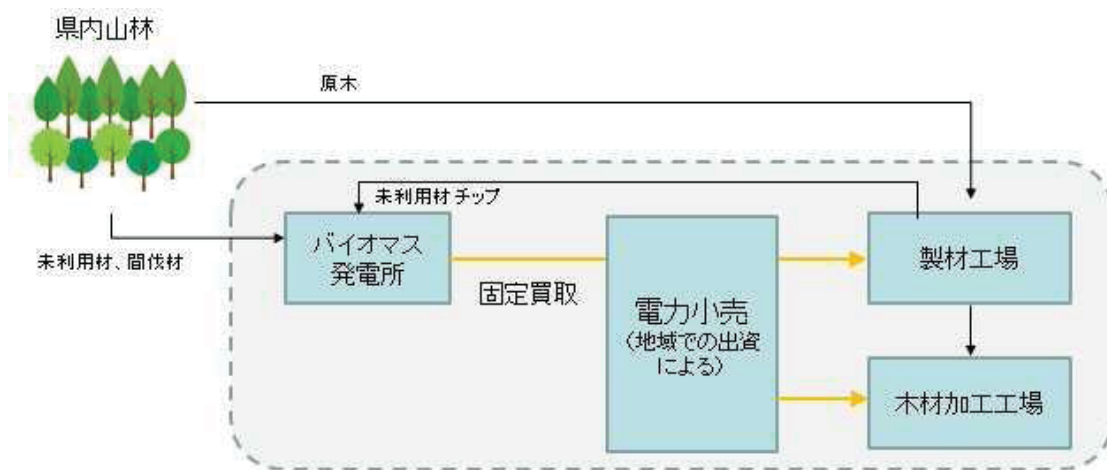 県内山林
原木
未利用材チップ
未利用材、間伐材
バイオマス
発電所
固定買取
電力小売
（地域での出資
による）
製材工場
木材加工工場